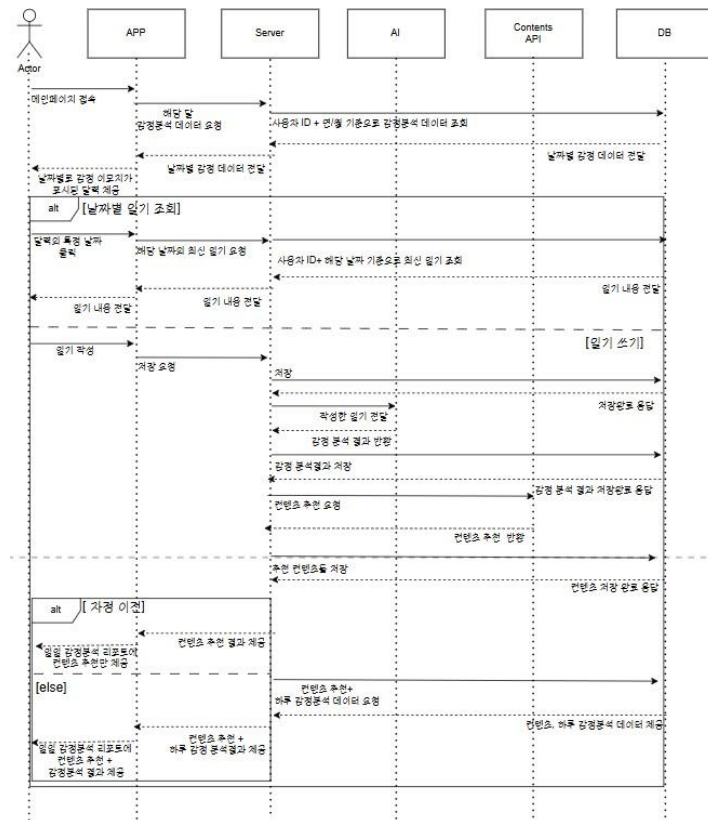 APP
Server
AI
Contents
API
DB
Actor
메인페이지 접속
해당 달
감정분석 데이터 요청
사용자 ID + 연/월 기준으로 감정분석 데이터 조회
날짜별 감정 데이터 전달
날짜별 감정 데이터 전달
날짜별로 감정 이모지가
표시된 달력 제공
alt
[날짜별 일기 조회]
달력의 특정 날짜
클릭
해당 날짜의 최신 일기 요청
사용자 ID+ 해당 날짜 기준으로 최신 일기 조회
일기 내용 전달
일기 내용 전달
일기 내용 전달
[일기 쓰기]
일기 작성
저장 요청
저장
저장완료 응답
작성한 일기 전달
감정 분석 결과 반환
감정 분석결과 저장
감정 분석 결과 저장완료 응답
컨텐츠 추천 요청
컨텐츠 추천 반환
추천 컨텐츠들 저장
컨텐츠 저장 완료 응답
alt
[ 자정 이전]
컨텐츠 추천 결과 제공
일일 감정분석 리포트에
컨텐츠 추천만 제공
[else]
컨텐츠 추천+
하루 감정분석 데이터 요청
컨텐츠, 하루 감정분석 데이터 제공
컨텐츠 추천 +
하루 감정 분석결과 제공
일일 감정분석 리포트에
컨텐츠 추천 +
감정분석 결과 제공